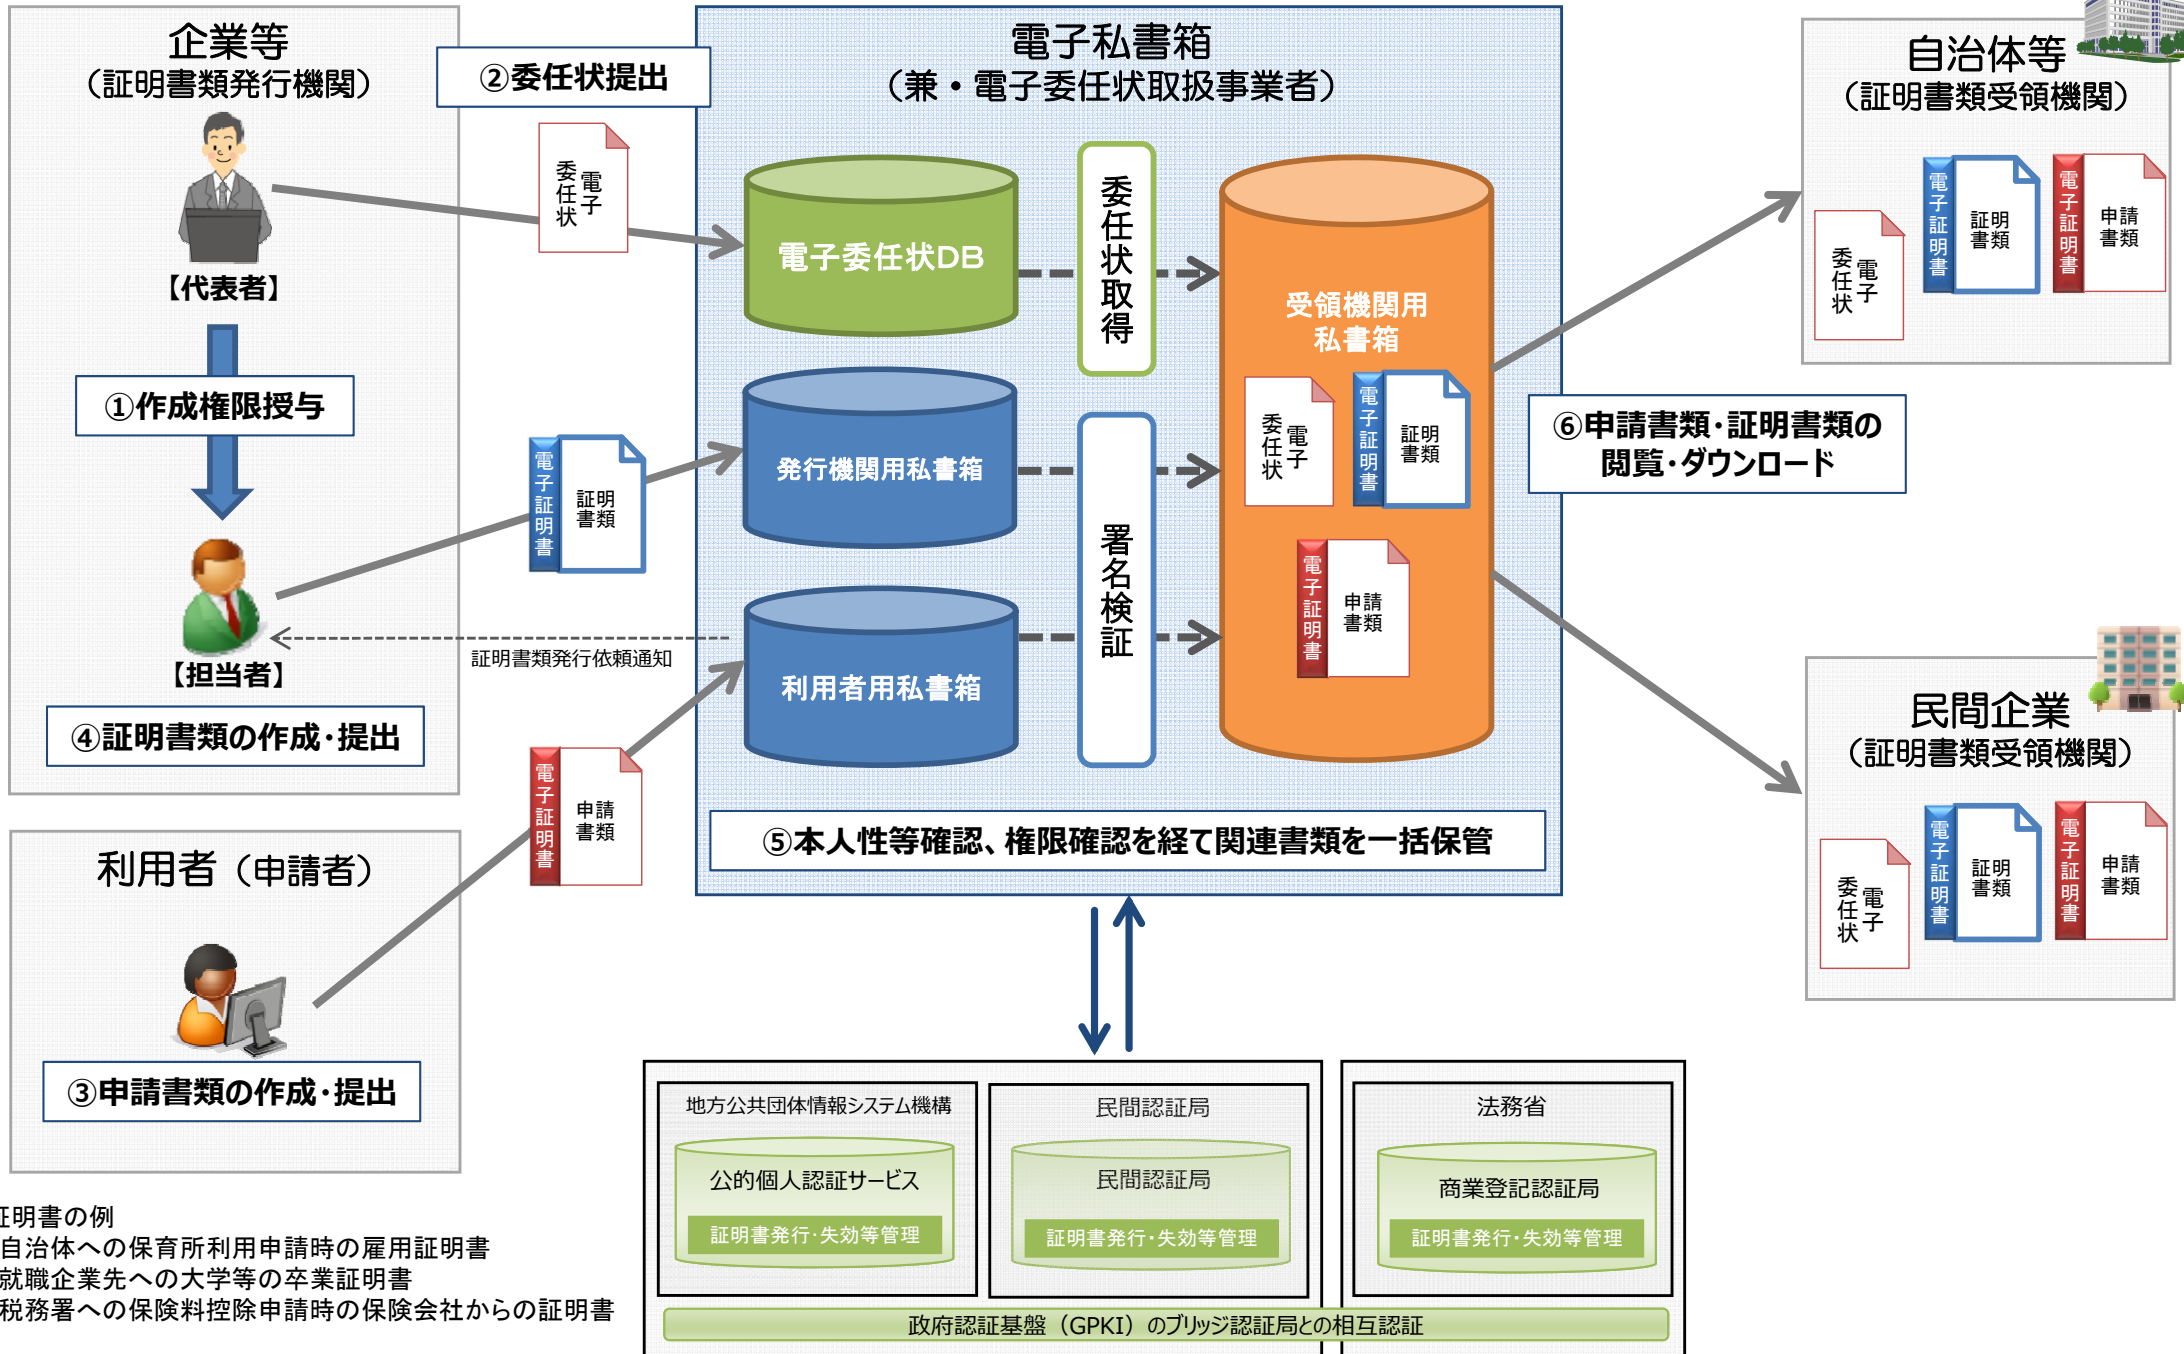 企業等
（証明書類発行機関）
【代表者】
①作成権限授与
【担当者】
④証明書類の作成・提出
②委任状提出
電子
委任状
電子証明書
証明
書類
証明書類発行依頼通知
電子証明書
申請
書類
利用者（申請者）
③申請書類の作成・提出
電子私書箱
（兼・電子委任状取扱事業者）
電子委任状DB
発行機関用私書箱
利用者用私書箱
委任状取得
署名検証
受領機関用
私書箱
電子
委任状
電子証明書
証明
書類
電子証明書
申請
書類
⑤本人性等確認、権限確認を経て関連書類を一括保管
自治体等
（証明書類受領機関）
電子
委任状
電子証明書
証明
書類
電子証明書
申請
書類
⑥申請書類・証明書類の
閲覧・ダウンロード
民間企業
（証明書類受領機関）
電子
委任状
電子証明書
証明
書類
電子証明書
申請
書類
地方公共団体情報システム機構
公的個人認証サービス
証明書発行・失効等管理
民間認証局
民間認証局
証明書発行・失効等管理
法務省
商業登記認証局
証明書発行・失効等管理
政府認証基盤（GPKI）のブリッジ認証局との相互認証
証明書の例
自治体への保育所利用申請時の雇用証明書
就職企業先への大学等の卒業証明書
税務署への保険料控除申請時の保険会社からの証明書